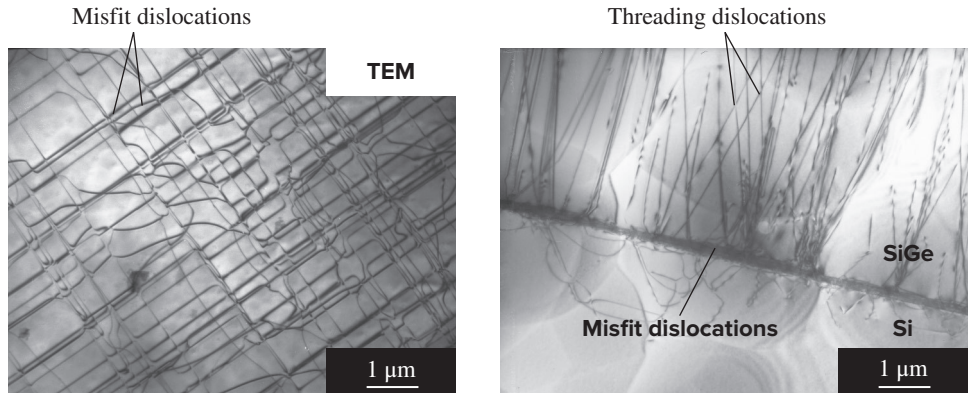 Misfit dislocations
TEM
1 μm
Threading dislocations
SiGe
Misfit dislocations
Si
1 μm